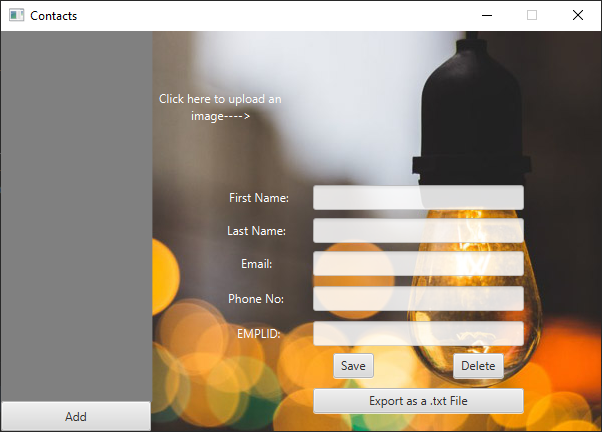 Contacts
Click here to upload an
image---->
First Name:
Last Name:
Email:
Phone No:
EMPLID:
Save
Delete
Export as a .txt File
Add